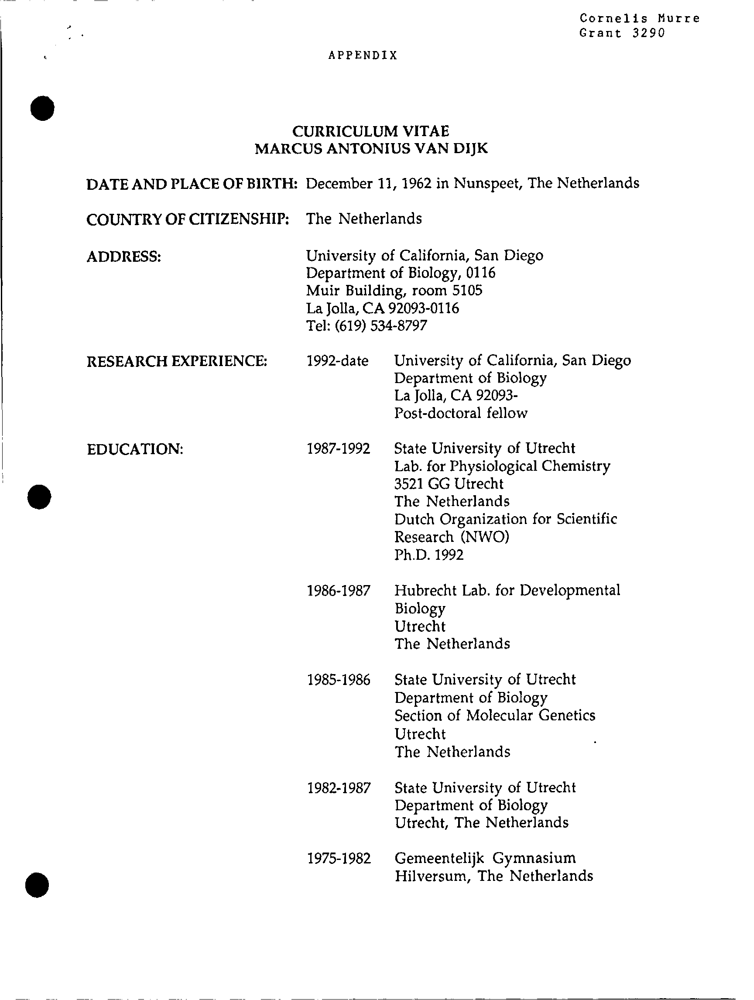 Cornelis Murre
Grant 3290
APPENDIX
CURRICULUM VITAE
MARCUS ANTONIUS VAN DIJK
DATE AND PLACE OF BIRTH: December 11, 1962 in Nunspeet, The Netherlands
COUNTRY OF CITIZENSHIP: The Netherlands
ADDRESS: University of California, San Diego
Department of Biology, 0116
Muir Building, room 5105
La Jolla, CA 92093-0116
Tel: (619) 534-8797
RESEARCH EXPERIENCE: 1992-date University of California, San Diego
Department of Biology
La Jolla, CA 92093-
Post-doctoral fellow
EDUCATION: 1987-1992 State University of Utrecht
Lab. for Physiological Chemistry
3521 GG Utrecht
The Netherlands
Dutch Organization for Scientific
Research (NWO)
Ph.D. 1992
1986-1987 Hubrecht Lab. for Developmental
Biology
Utrecht
The Netherlands
1985-1986 State University of Utrecht
Department of Biology
Section of Molecular Genetics
Utrecht
The Netherlands
1982-1987 State University of Utrecht
Department of Biology
Utrecht, The Netherlands
1975-1982 Gemeentelijk Gymnasium
Hilversum, The Netherlands